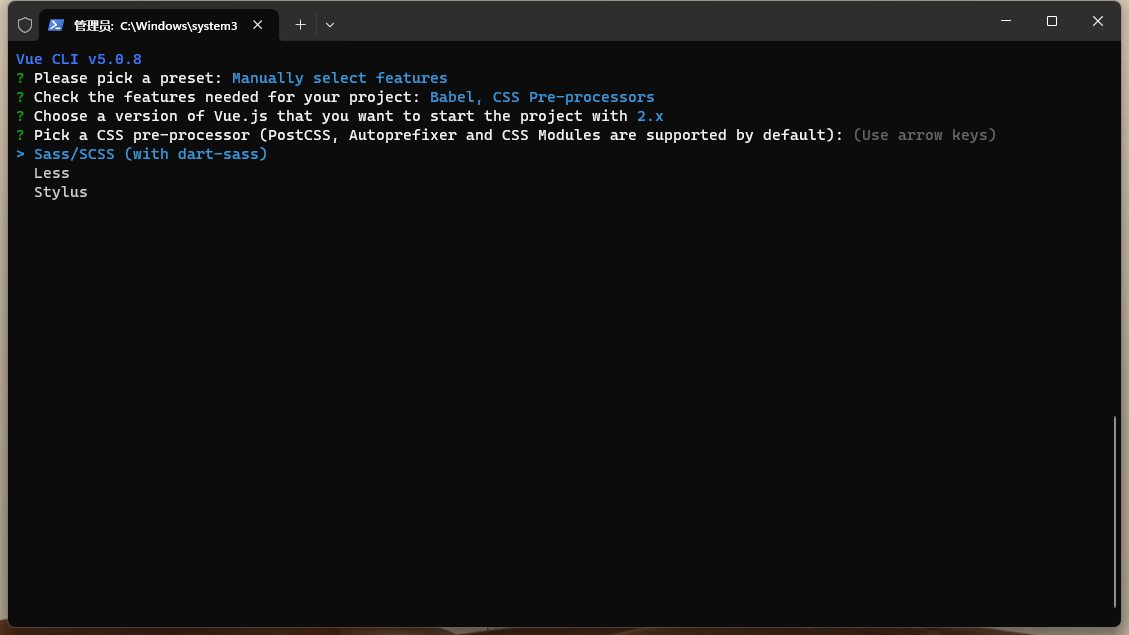 管理员: C:\Windows\system3
Vue CLI v5.0.8
? Please pick a preset: Manually select features
? Check the features needed for your project: Babel, CSS Pre-processors
? Choose a version of Vue.js that you want to start the project with 2.x
? Pick a CSS pre-processor (PostCSS, Autoprefixer and CSS Modules are supported by default): (Use arrow keys)
> Sass/SCSS (with dart-sass)
Less
Stylus